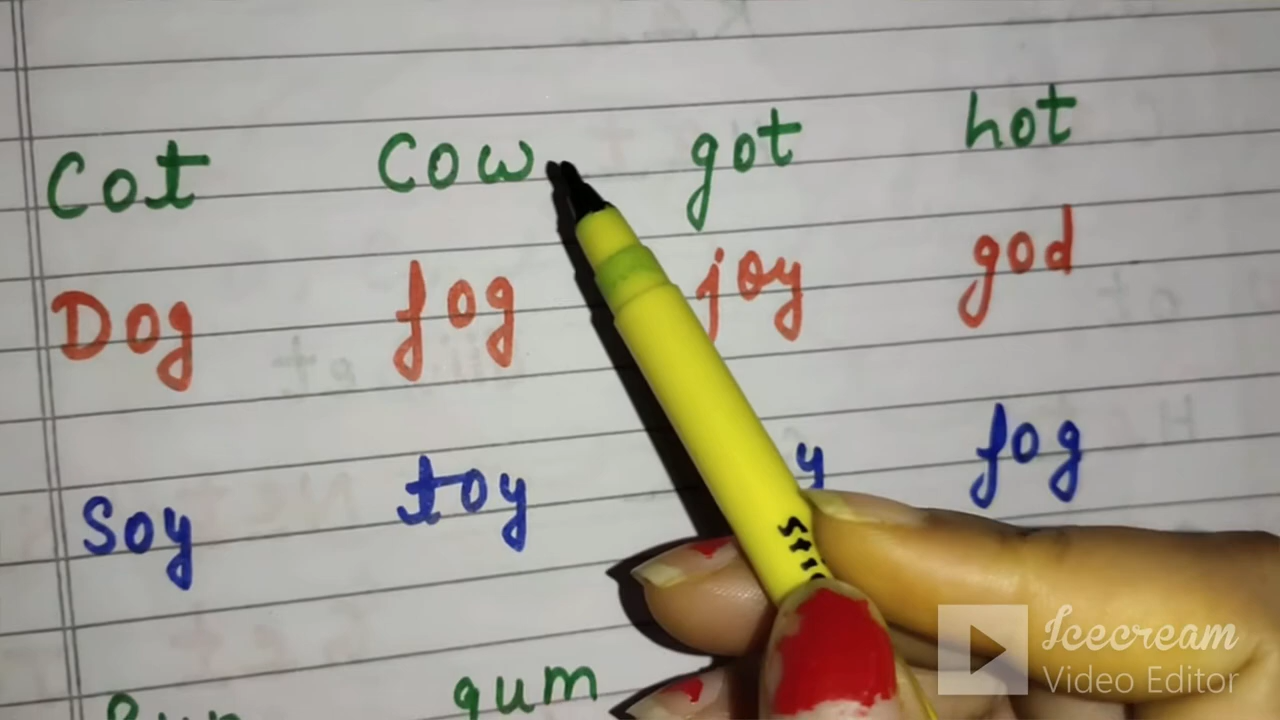 Cot Cow got hot
Dog fog joy god
Soy toy y fog
gum
Icecream
Video Editor